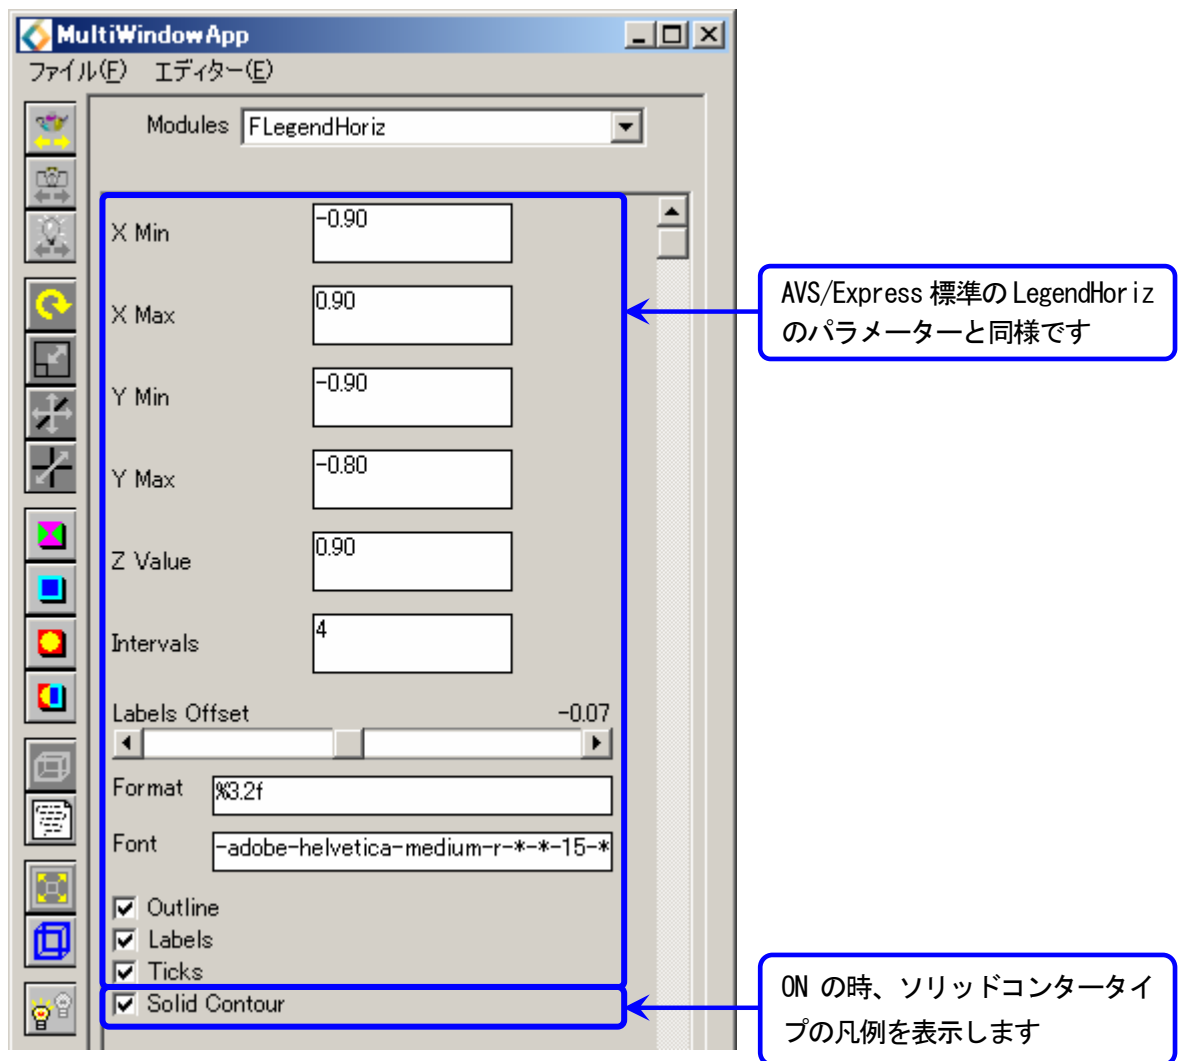 MultiWindowApp
ファイル(F) エディター(E)
Modules FLegendHoriz
X Min -0.90
X Max 0.90
Y Min -0.90
Y Max -0.80
Z Value 0.90
Intervals 4
Labels Offset -0.07
Format %3.2f
Font -adobe-helvetica-medium-r-*-*-15-*
Outline
Labels
Ticks
Solid Contour
AVS/Express 標準の LegendHoriz
のパラメーターと同様です
ON の時、ソリッドコンタータイ
プの凡例を表示します